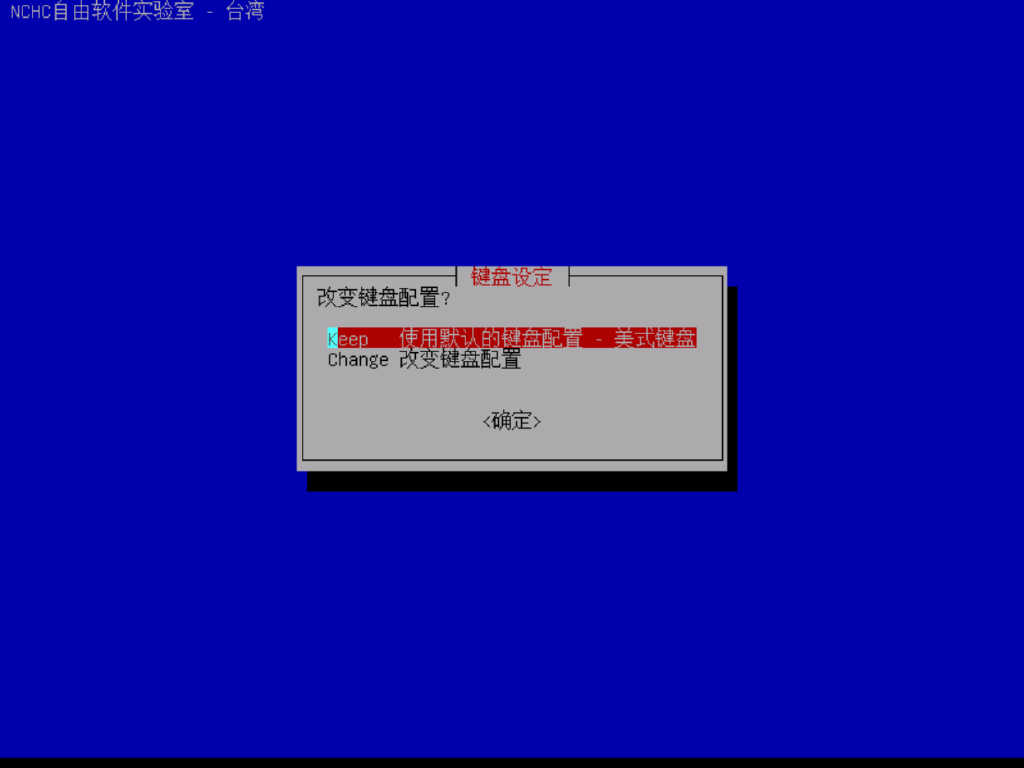 NCHC自由软件实验室 - 台湾
键盘设定
改变键盘配置?
Keep 使用默认的键盘配置 - 美式键盘
Change 改变键盘配置
<确定>